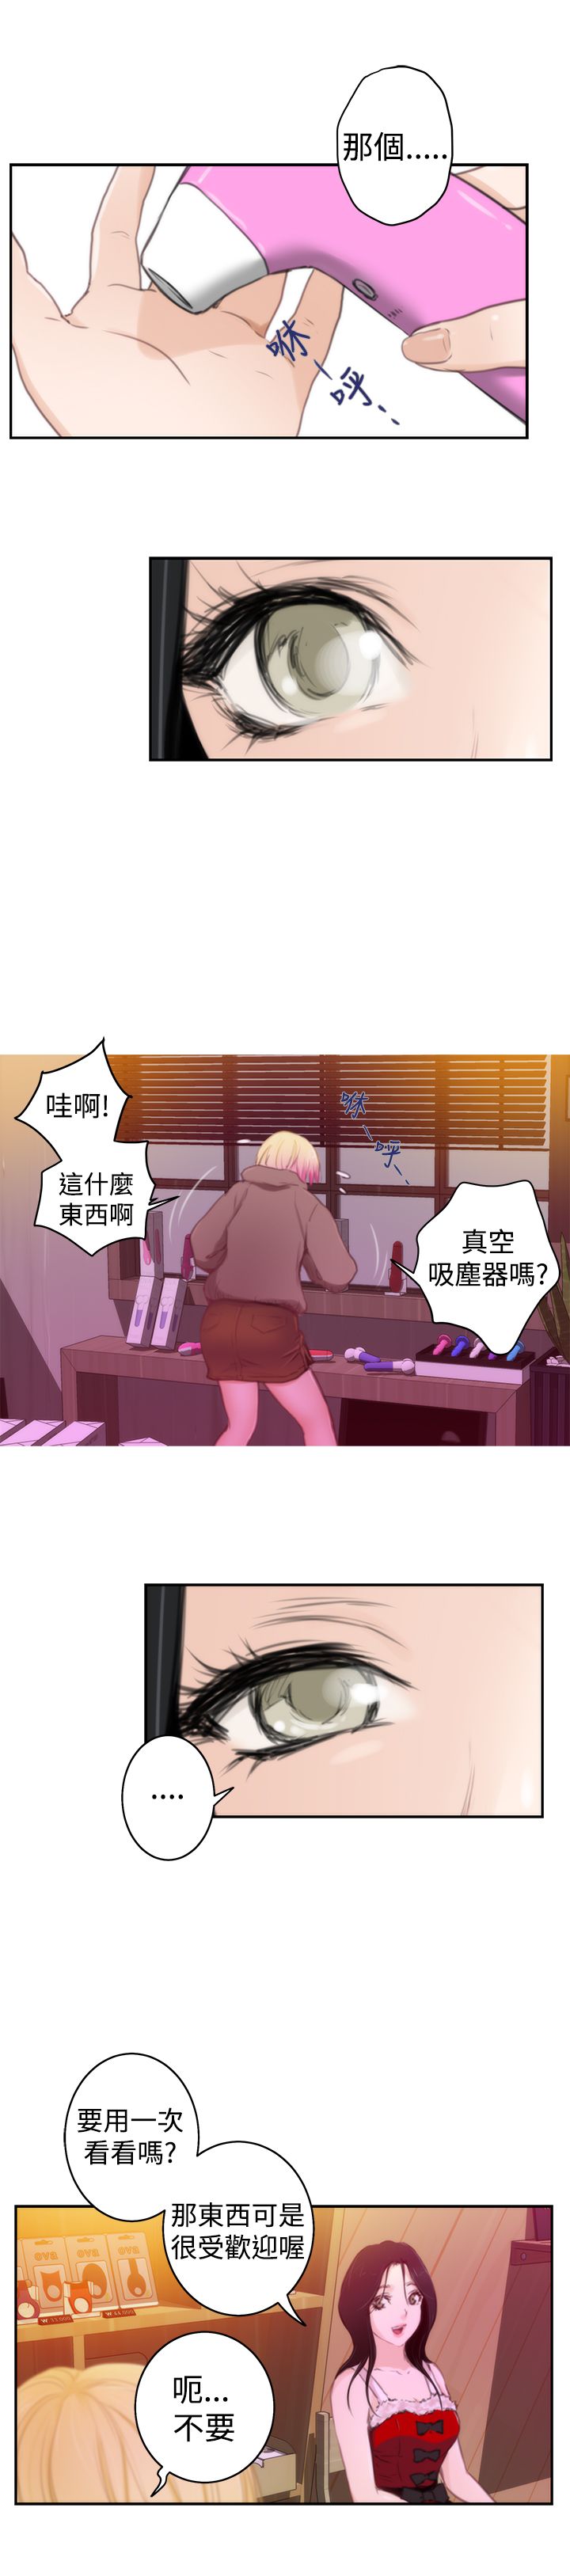 那個.....
咻
呼
哇啊!
這什麼
東西啊
咻
呼
真空
吸塵器嗎?
....
要用一次
看看嗎?
那東西可是
很受歡迎喔
呃...
不要